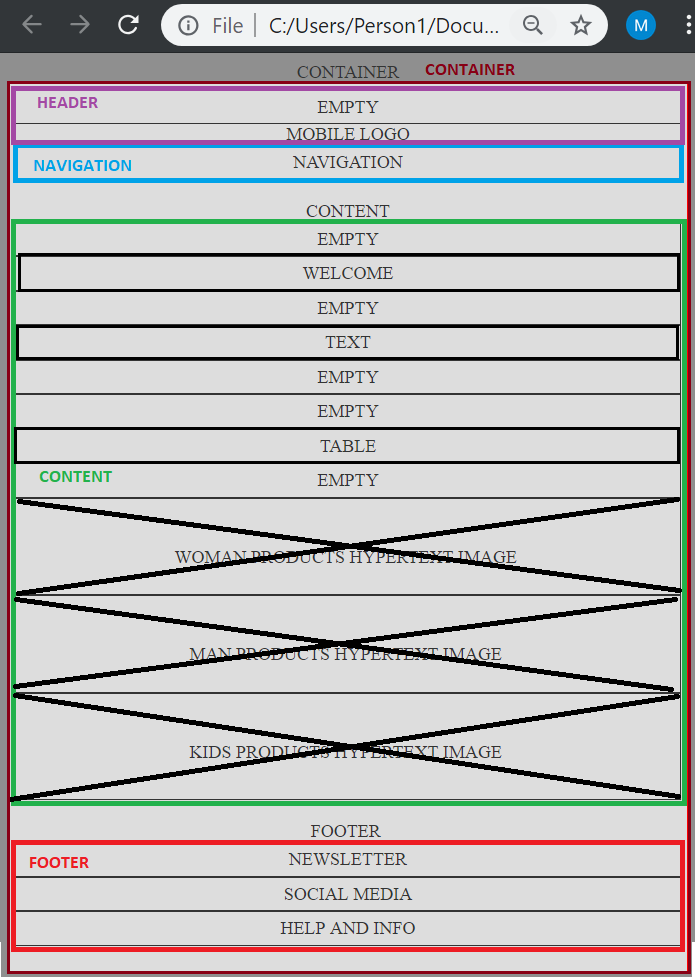 File | C:/Users/Person1/Docu... M
CONTAINER CONTAINER
HEADER EMPTY
MOBILE LOGO
NAVIGATION NAVIGATION
CONTENT
EMPTY
WELCOME
EMPTY
TEXT
EMPTY
EMPTY
TABLE
CONTENT EMPTY
WOMAN PRODUCTS HYPERTEXT IMAGE
MAN PRODUCTS HYPERTEXT IMAGE
KIDS PRODUCTS HYPERTEXT IMAGE
FOOTER
FOOTER NEWSLETTER
SOCIAL MEDIA
HELP AND INFO